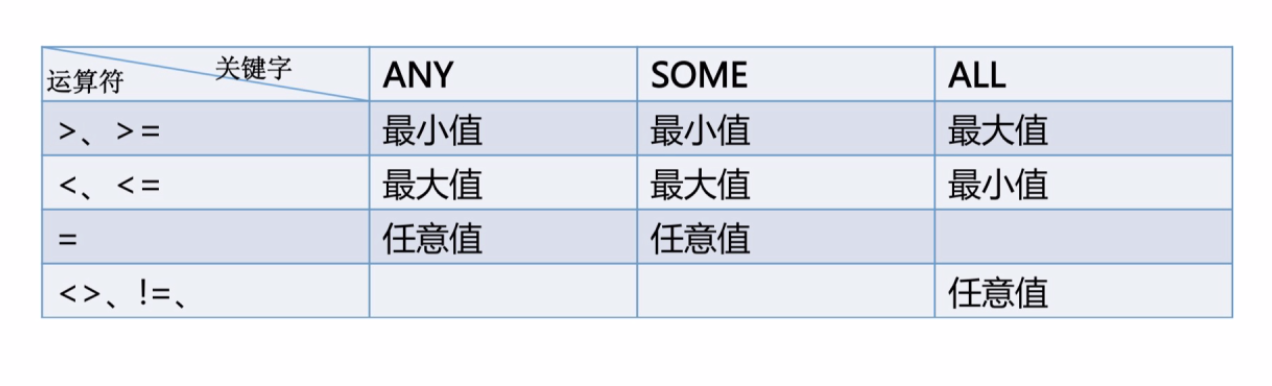 运算符 关键字 ANY SOME ALL
>、>= 最小值 最小值 最大值
<、<= 最大值 最大值 最小值
= 任意值 任意值
<>、!=、 任意值